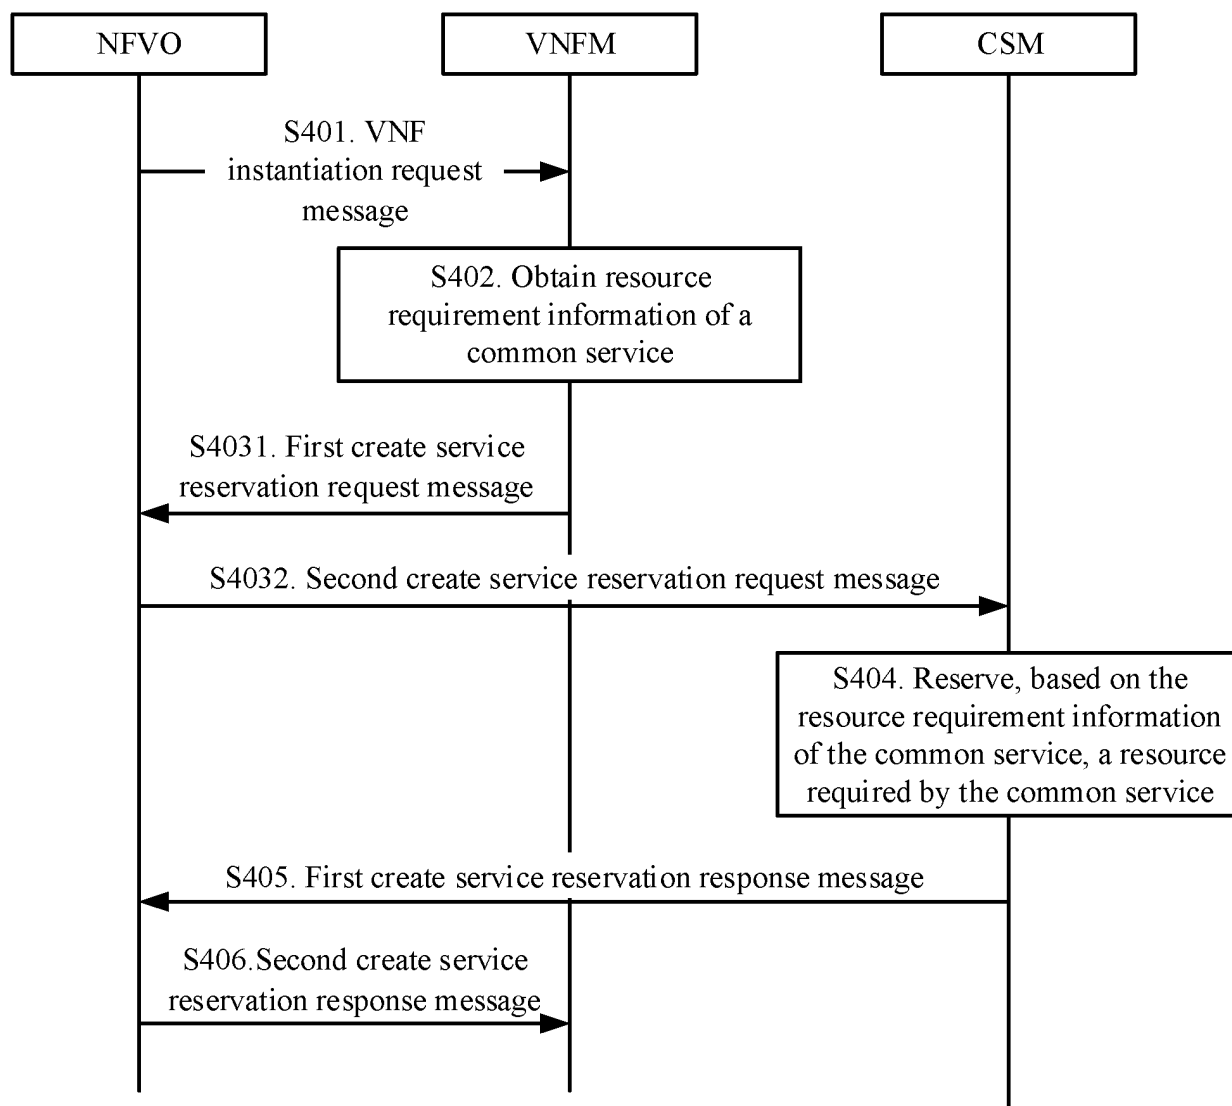 NFVO
VNFM
CSM
S401. VNF
instantiation request
message
S402. Obtain resource
requirement information of a
common service
S4031. First create service
reservation request message
S4032. Second create service reservation request message
S404. Reserve, based on the
resource requirement information
of the common service, a resource
required by the common service
S405. First create service reservation response message
S406.Second create service
reservation response message